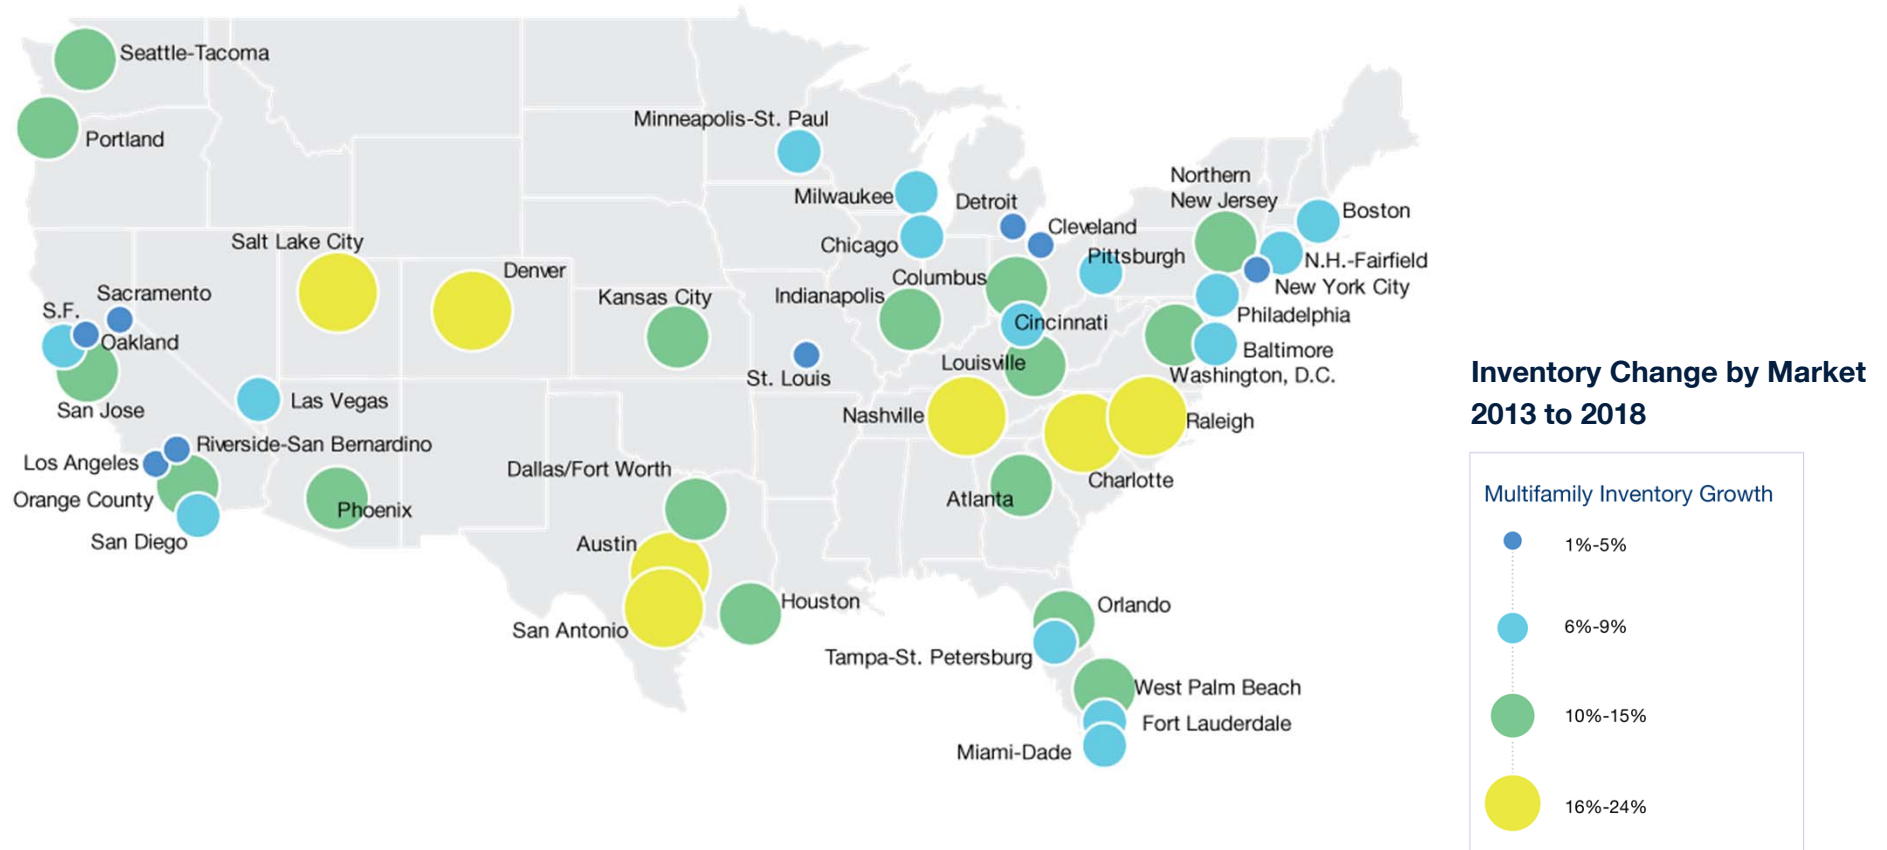 Seattle-Tacoma
Portland
Minneapolis-St. Paul
Milwaukee
Detroit
Cleveland
Chicago
Pittsburgh
Northern
New Jersey
Boston
N.H.-Fairfield
New York City
Philadelphia
Baltimore
Washington, D.C.
Salt Lake City
Denver
Kansas City
Columbus
Indianapolis
Cincinnati
Louisville
St. Louis
Sacramento
S.F.
Oakland
San Jose
Las Vegas
Riverside-San Bernardino
Los Angeles
Orange County
San Diego
Phoenix
Nashville
Raleigh
Charlotte
Atlanta
Dallas/Fort Worth
Austin
San Antonio
Houston
Orlando
Tampa-St. Petersburg
West Palm Beach
Fort Lauderdale
Miami-Dade
Inventory Change by Market
2013 to 2018
Multifamily Inventory Growth
1%-5%
6%-9%
10%-15%
16%-24%